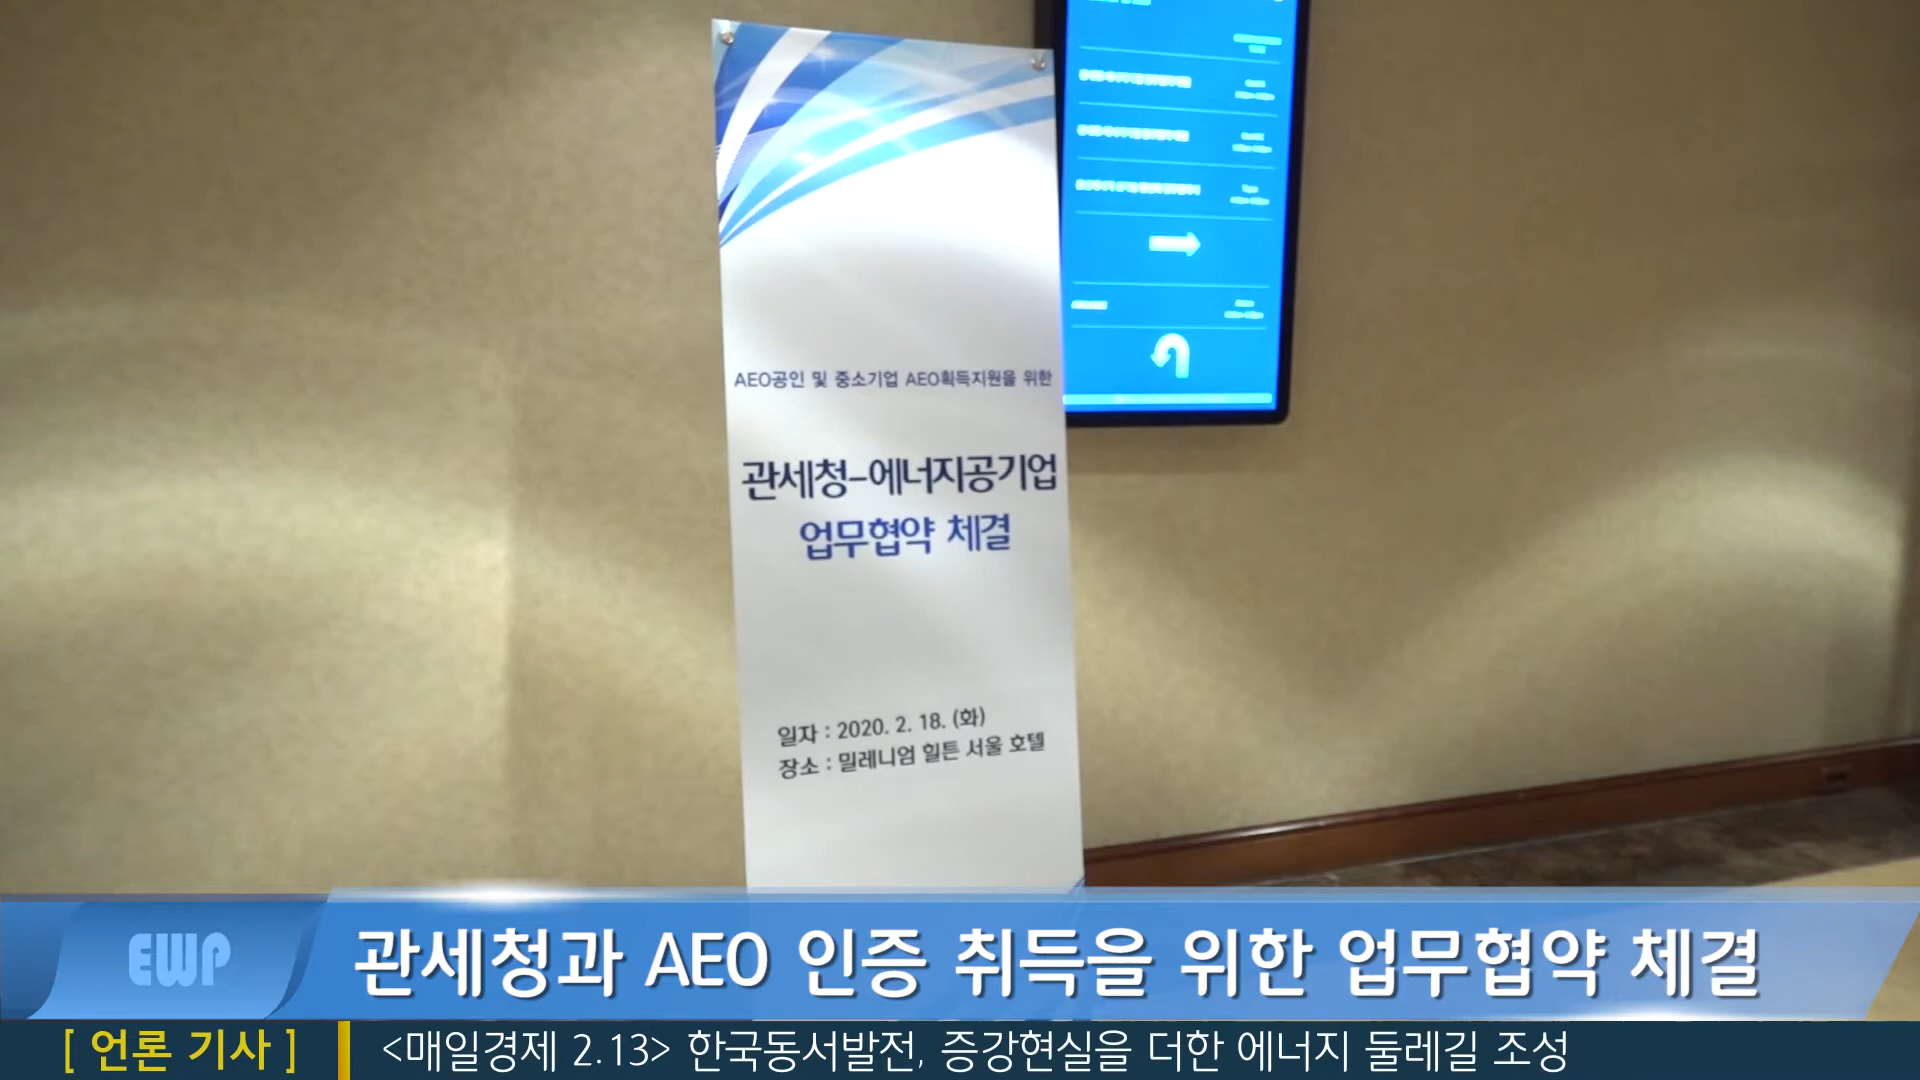 AEO공인 및 중소기업 AEO획득지원을 위한
관세청-에너지공기업
업무협약 체결
일자 : 2020. 2. 18. (화)
장소 : 밀레니엄 힐튼 서울 호텔
EWP
관세청과 AEO 인증 취득을 위한 업무협약 체결
[ 언론 기사 ]
<매일경제 2.13> 한국동서발전, 증강현실을 더한 에너지 둘레길 조성